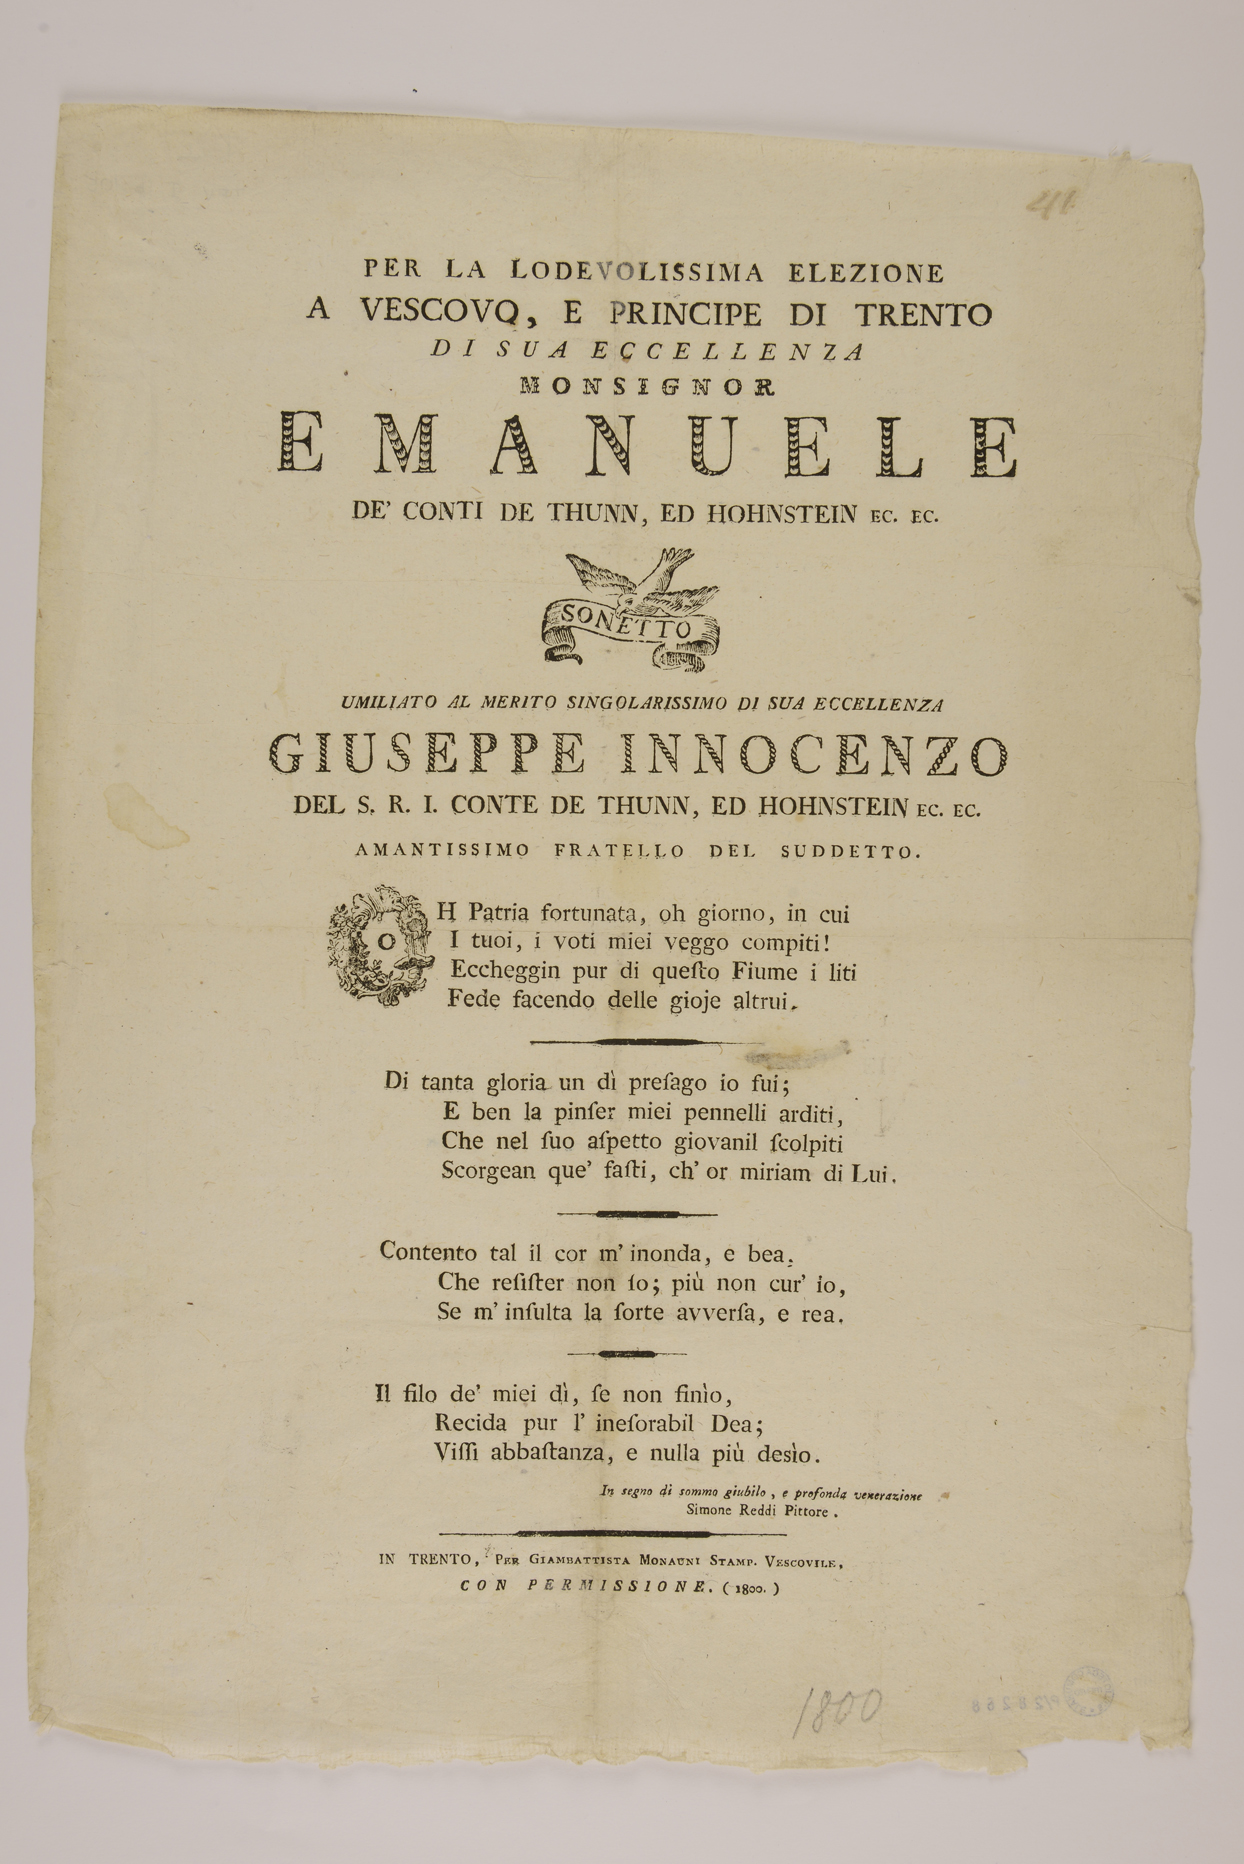 41
PER LA LODEVOLISSIMA ELEZIONE
A VESCOVO, E PRINCIPE DI TRENTO
DI SUA ECCELLENZA
MONSIGNOR
EMANUELE
DE' CONTI DE THUNN, ED HOHNSTEIN EC. EC.
SONETTO
UMILIATO AL MERITO SINGOLARISSIMO DI SUA ECCELLENZA
GIUSEPPE INNOCENZO
DEL S. R. I. CONTE DE THUNN, ED HOHNSTEIN EC. EC.
AMANTISSIMO FRATELLO DEL SUDDETTO.
OH Patria fortunata, oh giorno, in cui
I tuoi, i voti miei veggo compiti!
Eccheggin pur di queſto Fiume i liti
Fede facendo delle gioje altrui.
Di tanta gloria un dì preſago io fui;
E ben la pinſer miei pennelli arditi,
Che nel ſuo aſpetto giovanil ſcolpiti
Scorgean que' faſti, ch' or miriam di Lui.
Contento tal il cor m' inonda, e bea.
Che reſiſter non ſo; più non cur' io,
Se m' inſulta la ſorte avverſa, e rea.
Il filo de' miei dì, ſe non finìo,
Recida pur l' ineſorabil Dea;
Viſſi abbaſtanza, e nulla più desìo.
In segno di sommo giubilo, e profonda venerazione
Simone Reddi Pittore.
IN TRENTO, Per Giambattista Monauni Stamp. Vescovile,
CON PERMISSIONE. (1800.)
1800